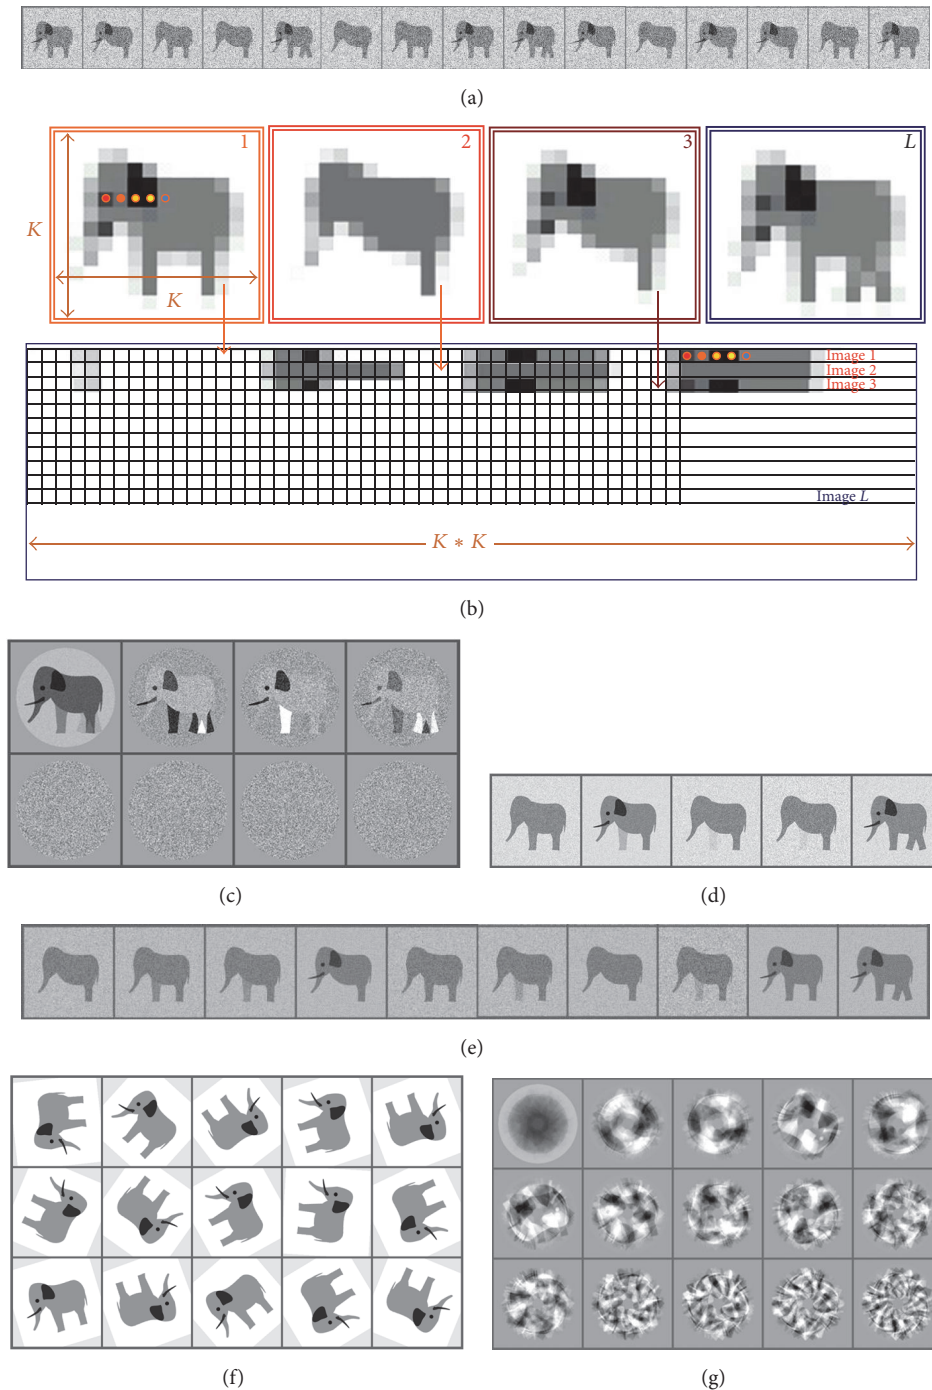 (a)
1
2
3
L
K
K
Image 1
Image 2
Image 3
Image L
K ∗ K
(b)
(c)
(d)
(e)
(f)
(g)